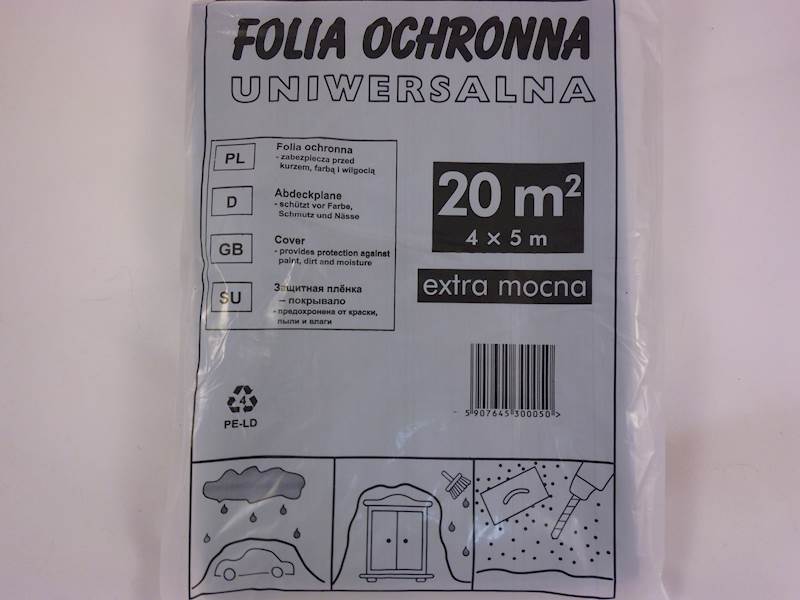 FOLIA OCHRONNA
UNIWERSALNA
PL
Folia ochronna
- zabezpiecza przed
kurzem, farbą i wilgocią
D
Abdeckplane
- schützt vor Farbe,
Schmutz und Nässe
GB
Cover
- provides protection against
paint, dirt and moisture
SU
Защитная плёнка
– покрывало
- предохронена от краски,
пыли и влаги
20 m²
4 × 5 m
extra mocna
4
PE-LD
5 907645 300050 >